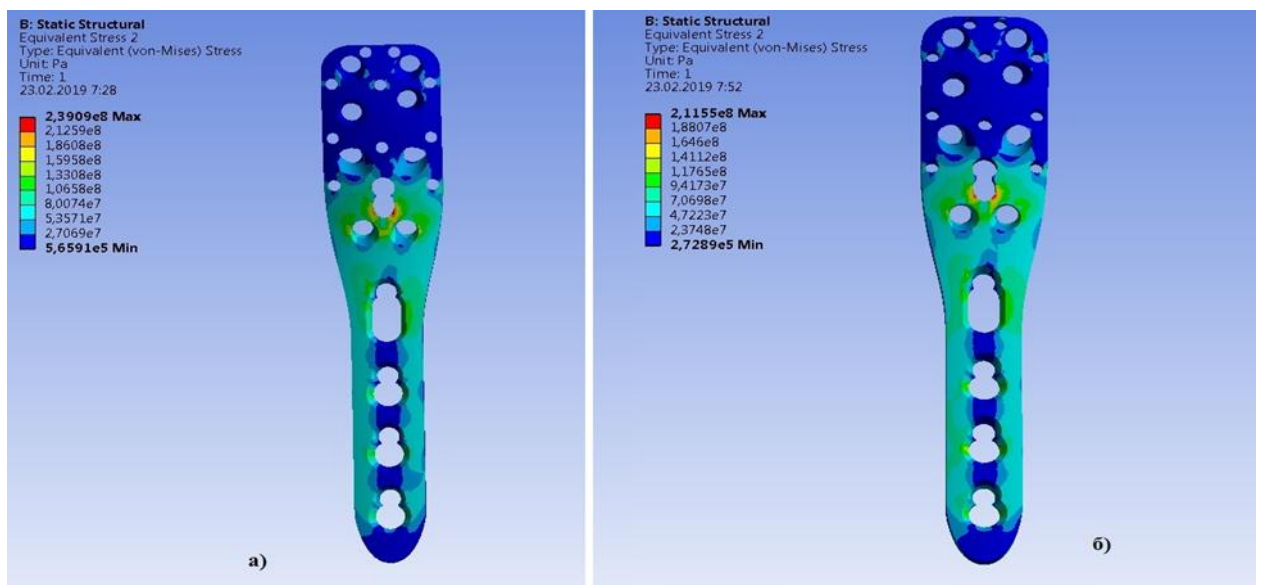 B: Static Structural
Equivalent Stress 2
Type: Equivalent (von-Mises) Stress
Unit: Pa
Time: 1
23.02.2019 7:28
2,3909e8 Max
2,1259e8
1,8608e8
1,5958e8
1,3308e8
1,0658e8
8,0074e7
5,3571e7
2,7069e7
5,6591e5 Min
а)
B: Static Structural
Equivalent Stress 2
Type: Equivalent (von-Mises) Stress
Unit: Pa
Time: 1
23.02.2019 7:52
2,1155e8 Max
1,8807e8
1,646e8
1,4112e8
1,1765e8
9,4173e7
7,0698e7
4,7223e7
2,3748e7
2,7289e5 Min
б)